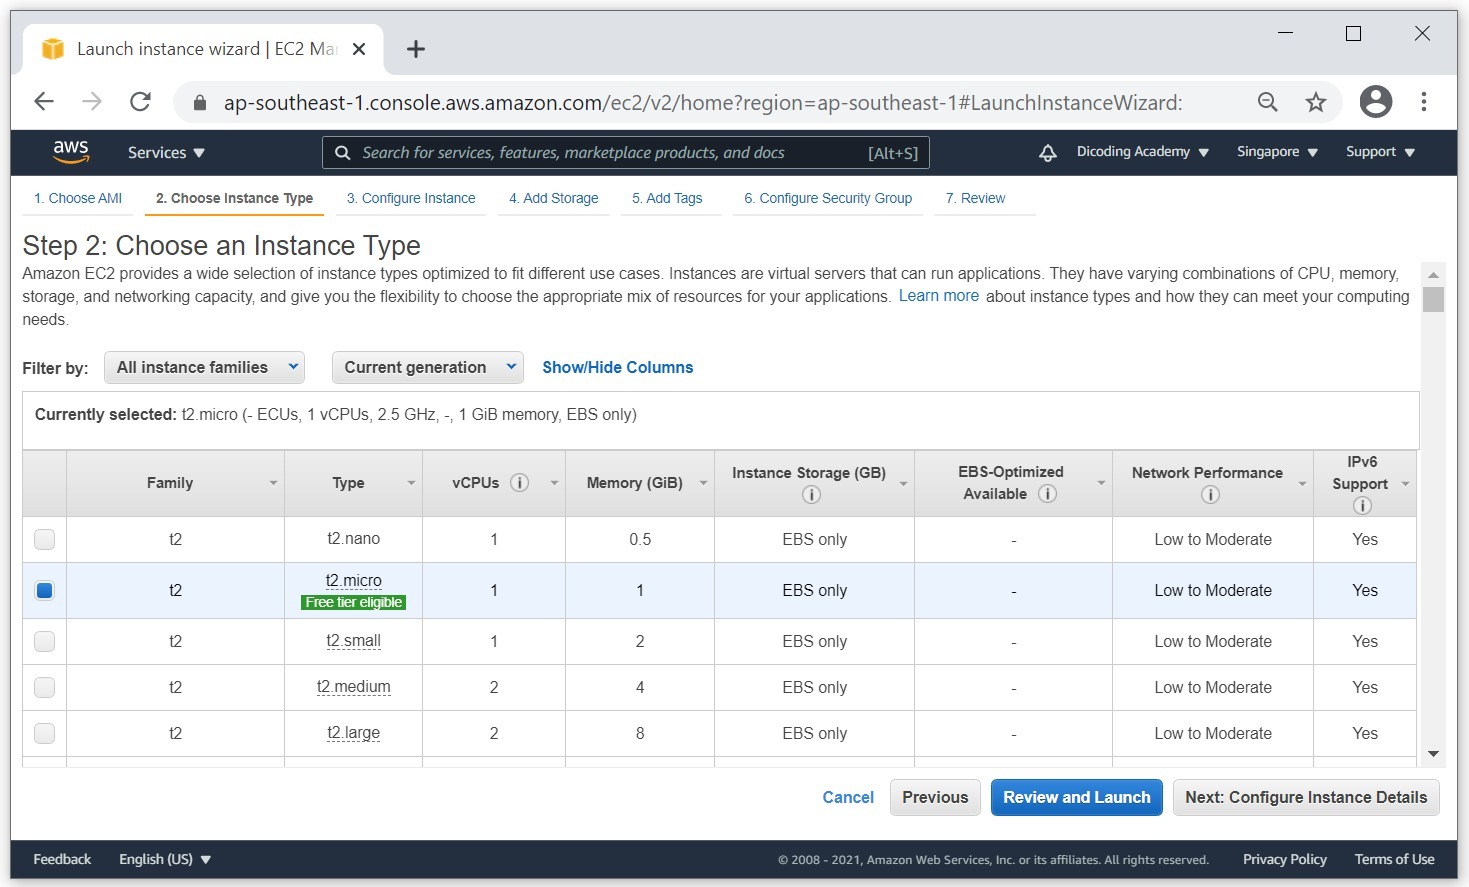 Launch instance wizard | EC2 Ma
ap-southeast-1.console.aws.amazon.com/ec2/v2/home?region=ap-southeast-1#LaunchInstanceWizard:
aws Services Search for services, features, marketplace products, and docs [Alt+S] Dicoding Academy Singapore Support
1. Choose AMI 2. Choose Instance Type 3. Configure Instance 4. Add Storage 5. Add Tags 6. Configure Security Group 7. Review
Step 2: Choose an Instance Type
Amazon EC2 provides a wide selection of instance types optimized to fit different use cases. Instances are virtual servers that can run applications. They have varying combinations of CPU, memory,
storage, and networking capacity, and give you the flexibility to choose the appropriate mix of resources for your applications. Learn more about instance types and how they can meet your computing
needs.
Filter by: All instance families Current generation Show/Hide Columns
Currently selected: t2.micro (- ECUs, 1 vCPUs, 2.5 GHz, -, 1 GiB memory, EBS only)
Family Type vCPUs Memory (GiB) Instance Storage (GB) EBS-Optimized Available Network Performance IPv6 Support
t2 t2.nano 1 0.5 EBS only - Low to Moderate Yes
t2 t2.micro 1 1 EBS only - Low to Moderate Yes
Free tier eligible
t2 t2.small 1 2 EBS only - Low to Moderate Yes
t2 t2.medium 2 4 EBS only - Low to Moderate Yes
t2 t2.large 2 8 EBS only - Low to Moderate Yes
Cancel Previous Review and Launch Next: Configure Instance Details
Feedback English (US) © 2008 - 2021, Amazon Web Services, Inc. or its affiliates. All rights reserved. Privacy Policy Terms of Use